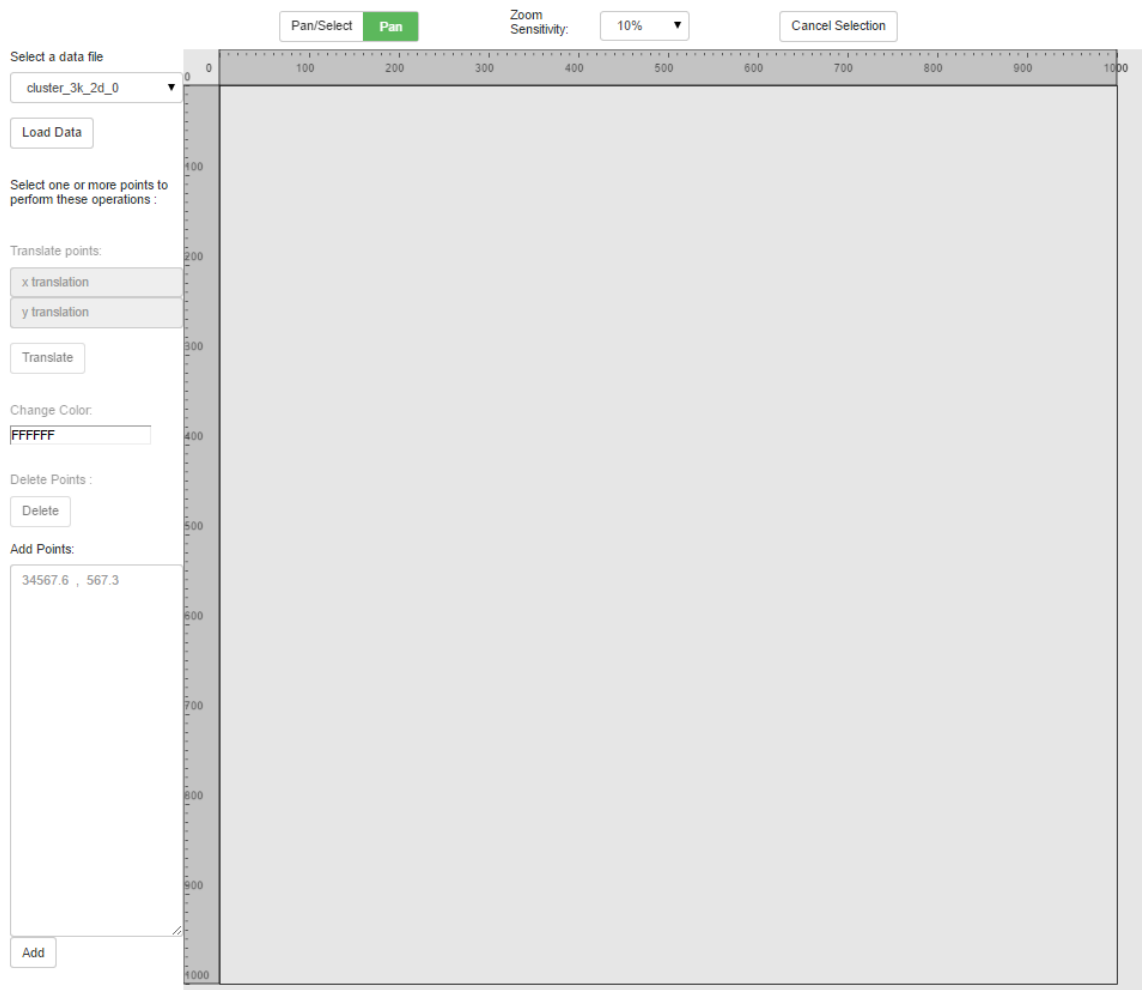 Pan/Select Pan
Zoom
Sensitivity:
10%
Cancel Selection
Select a data file
cluster_3k_2d_0
Load Data
Select one or more points to
perform these operations :
Translate points:
x translation
y translation
Translate
Change Color:
FFFFFF
Delete Points :
Delete
Add Points:
34567.6 , 567.3
Add
0 100 200 300 400 500 600 700 800 900 1000
0
100
200
300
400
500
600
700
800
900
1000